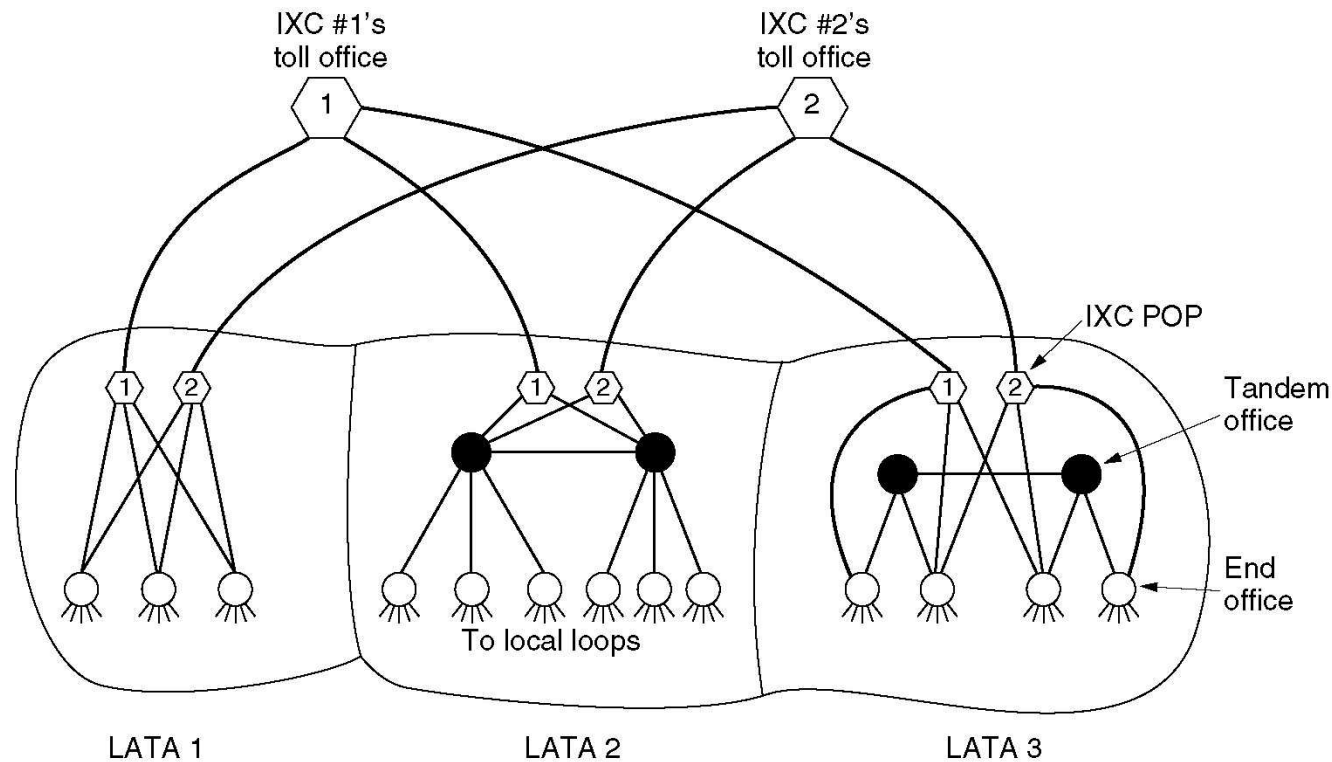 IXC #1's
toll office
IXC #2's
toll office
1
2
IXC POP
1
2
1
2
1
2
Tandem
office
End
office
To local loops
LATA 1
LATA 2
LATA 3